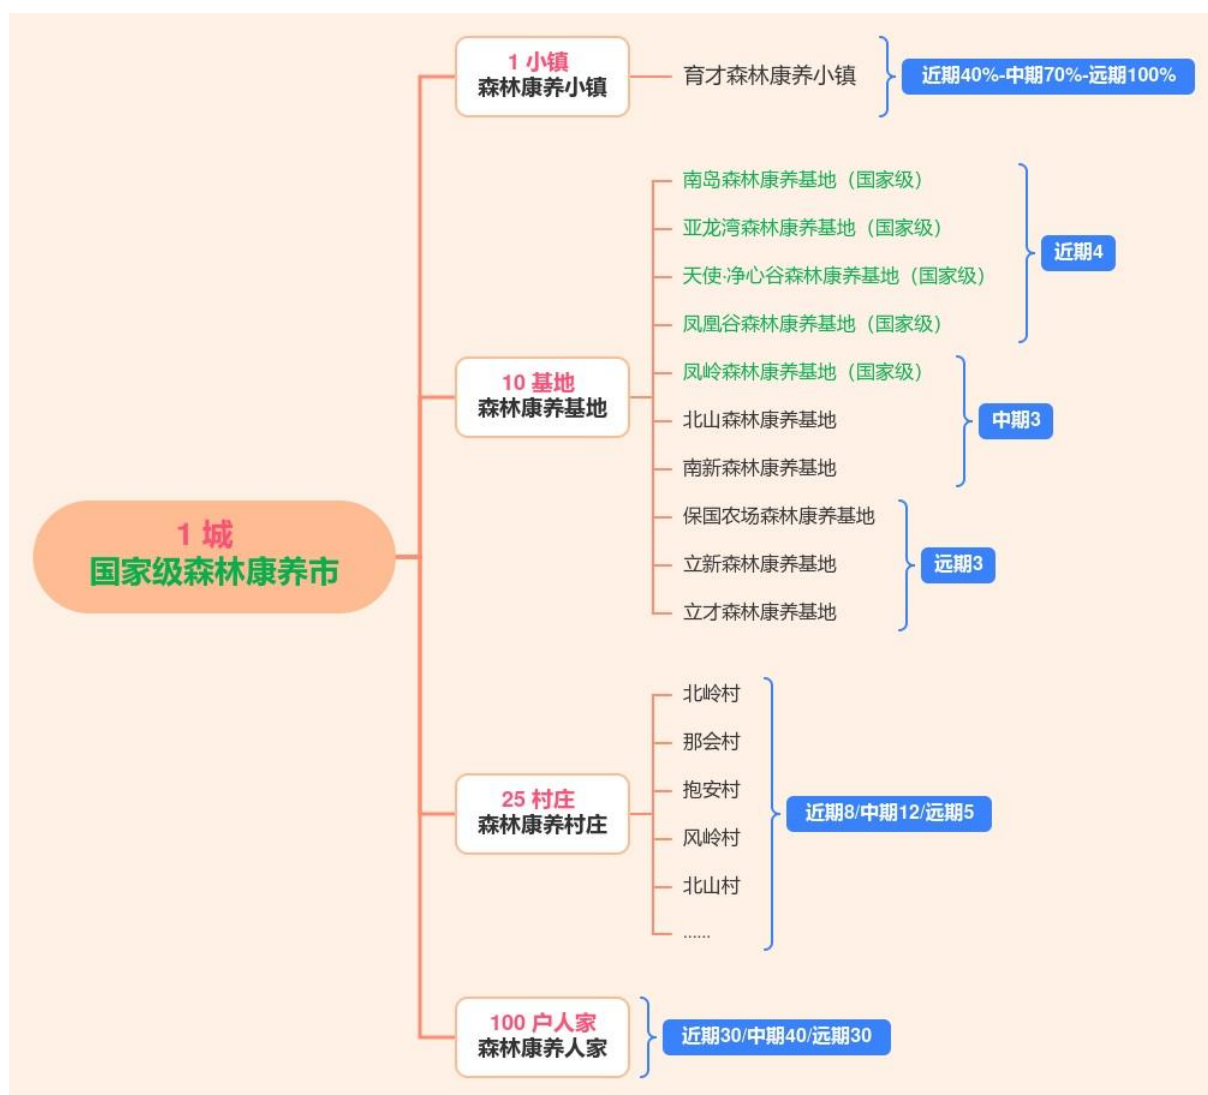 1 小镇
森林康养小镇
育才森林康养小镇
近期40%-中期70%-远期100%
南岛森林康养基地（国家级）
亚龙湾森林康养基地（国家级）
天使·净心谷森林康养基地（国家级）
凤凰谷森林康养基地（国家级）
近期4
10 基地
森林康养基地
凤岭森林康养基地（国家级）
北山森林康养基地
南新森林康养基地
中期3
保国农场森林康养基地
立新森林康养基地
立才森林康养基地
远期3
1 城
国家级森林康养市
25 村庄
森林康养村庄
北岭村
那会村
抱安村
风岭村
北山村
......
近期8/中期12/远期5
100 户人家
森林康养人家
近期30/中期40/远期30